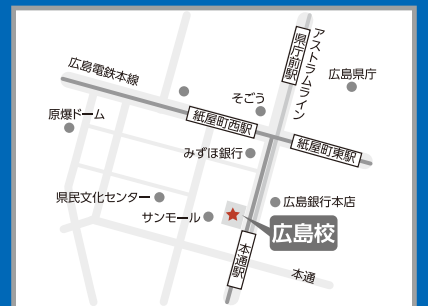 アストラムライン
県庁前駅
広島県庁
広島電鉄本線
そごう
原爆ドーム
紙屋町西駅
紙屋町東駅
みずほ銀行
県民文化センター
広島銀行本店
サンモール
広島校
本通駅
本通